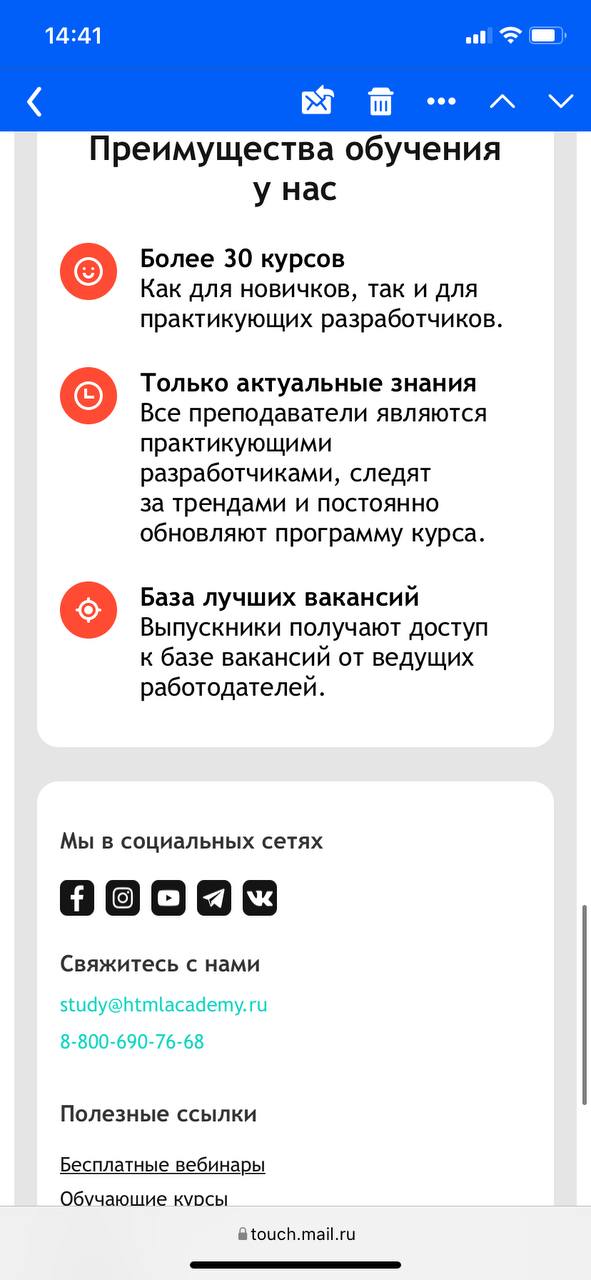 14:41
Преимущества обучения
у нас
Более 30 курсов
Как для новичков, так и для
практикующих разработчиков.
Только актуальные знания
Все преподаватели являются
практикующими
разработчиками, следят
за трендами и постоянно
обновляют программу курса.
База лучших вакансий
Выпускники получают доступ
к базе вакансий от ведущих
работодателей.
Мы в социальных сетях
Свяжитесь с нами
study@htmlacademy.ru
8-800-690-76-68
Полезные ссылки
Бесплатные вебинары
Обучающие курсы
touch.mail.ru